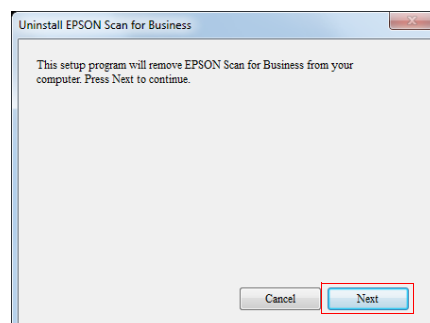 Uninstall EPSON Scan for Business
This setup program will remove EPSON Scan for Business from your
computer. Press Next to continue.
Cancel
Next